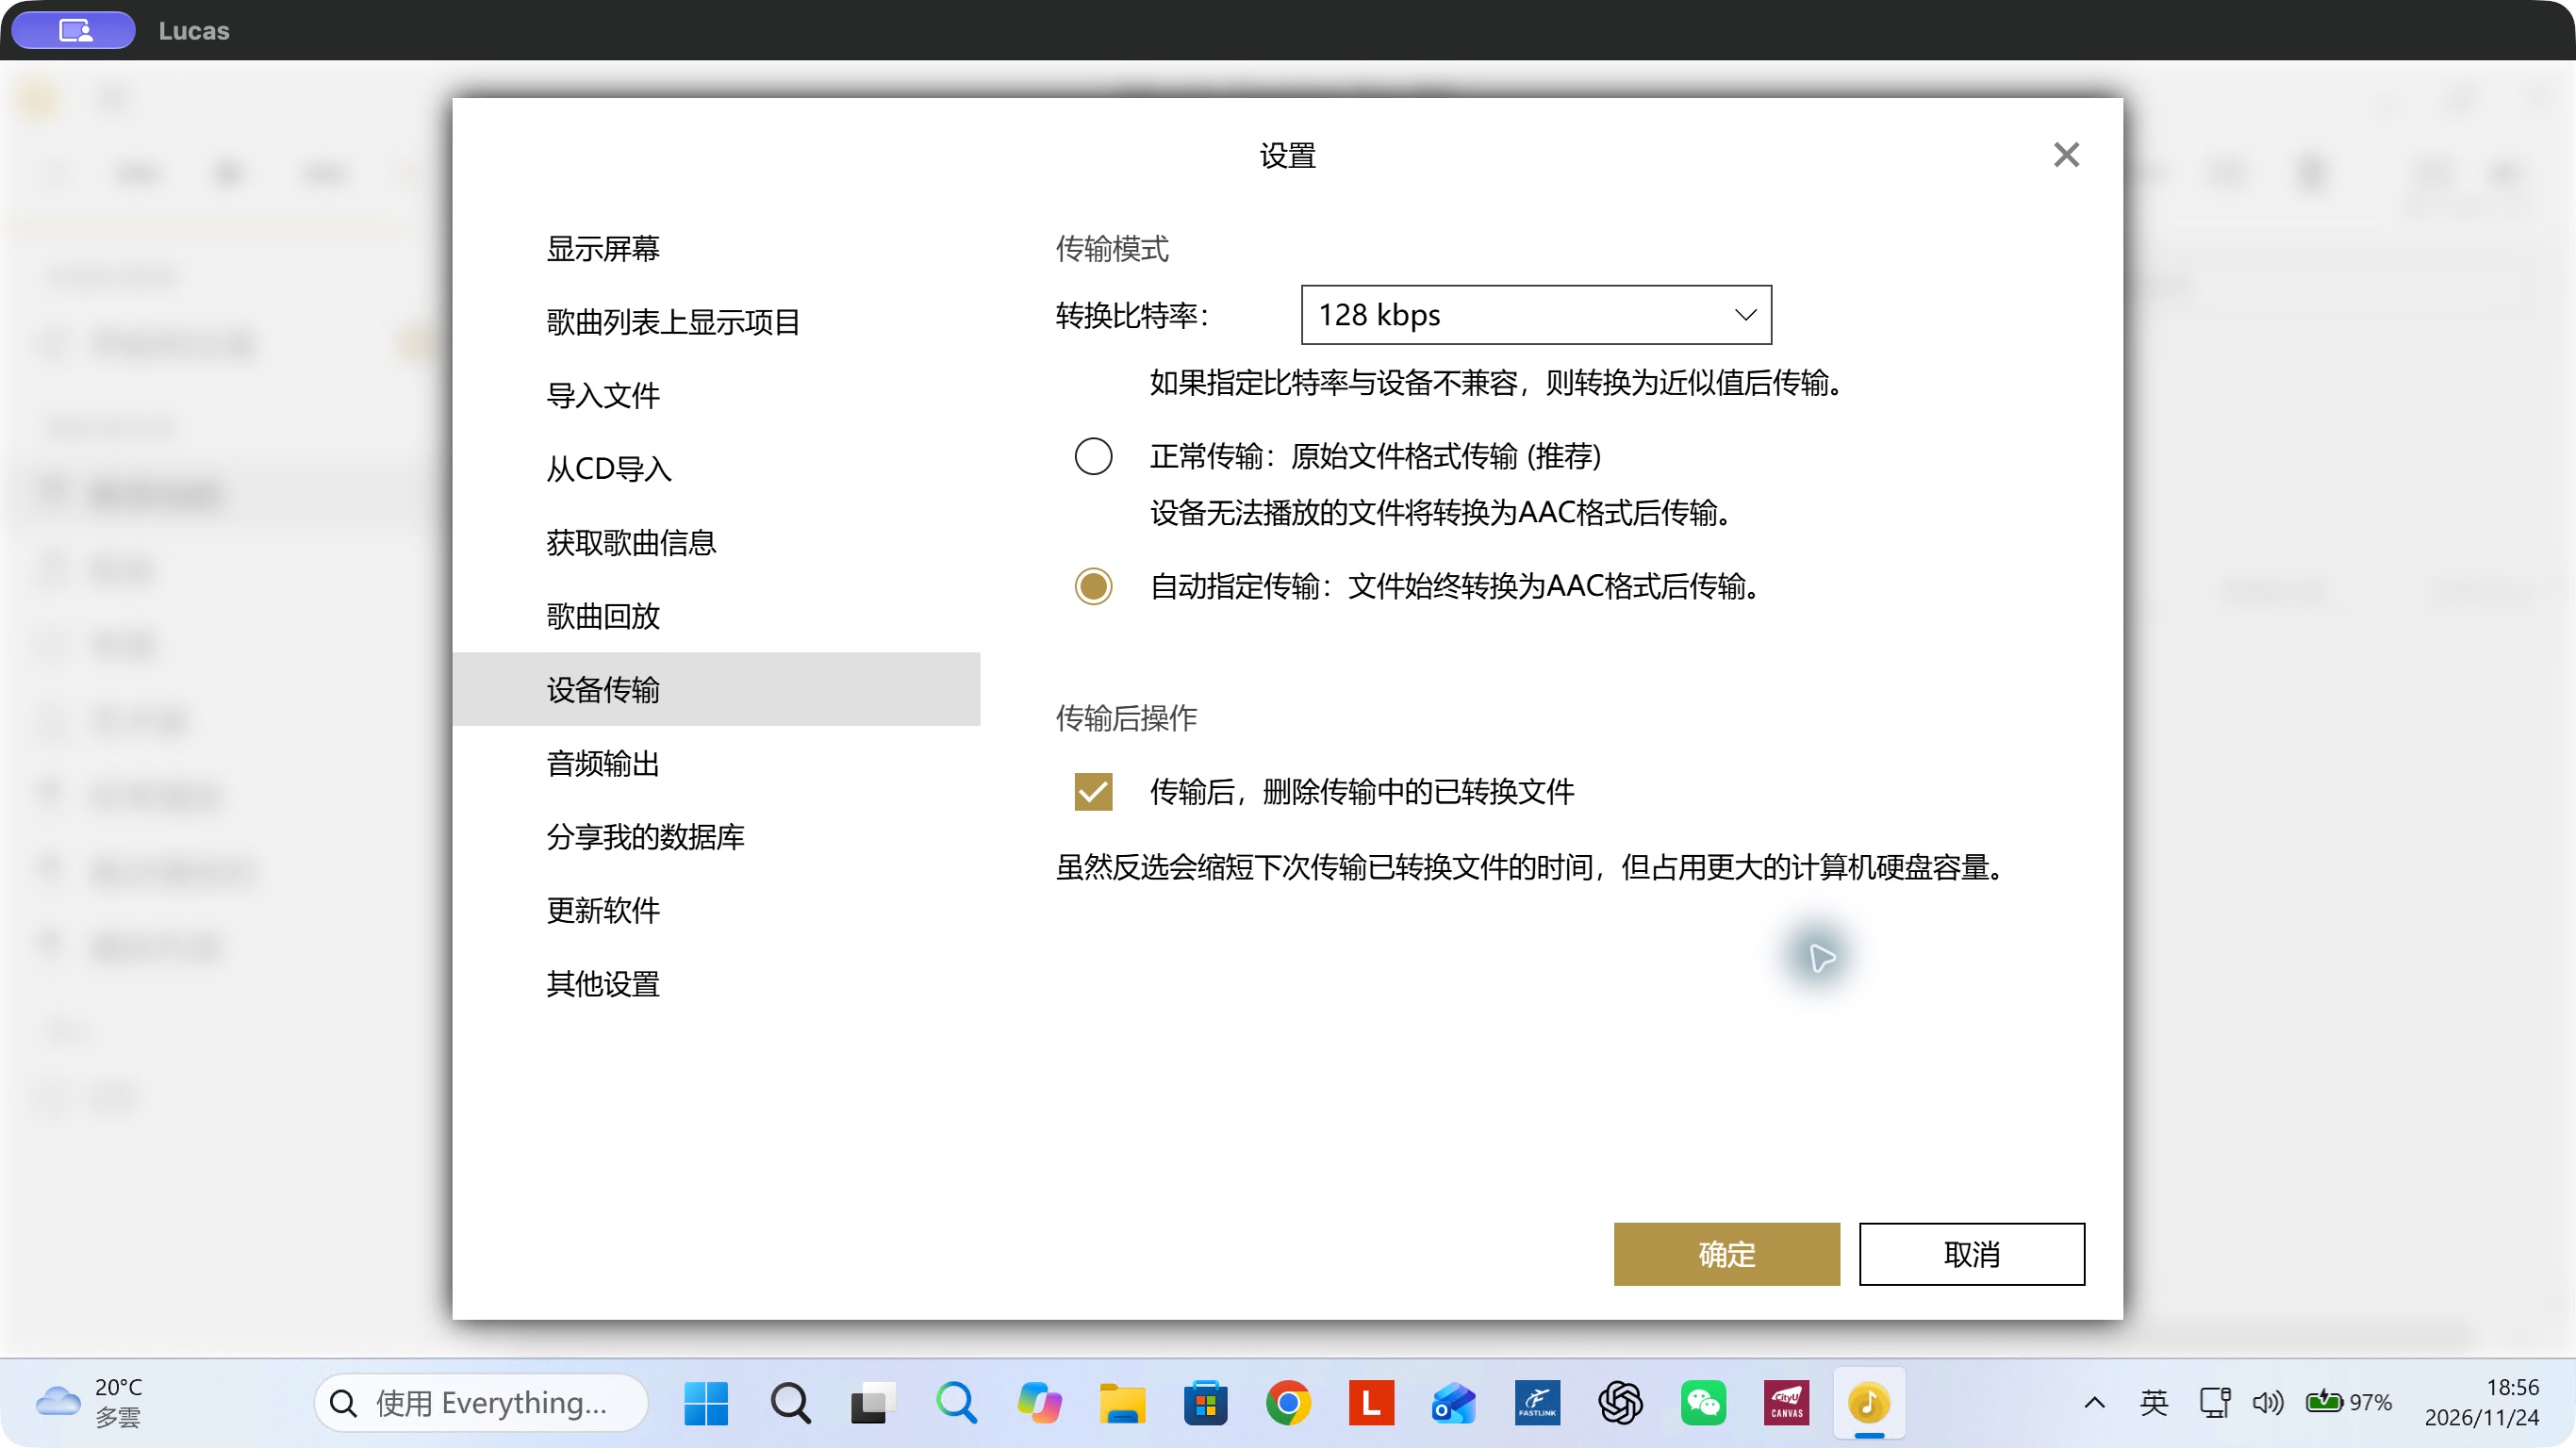 Lucas
设置
显示屏幕
歌曲列表上显示项目
导入文件
从CD导入
获取歌曲信息
歌曲回放
设备传输
音频输出
分享我的数据库
更新软件
其他设置
传输模式
转换比特率：
128 kbps
如果指定比特率与设备不兼容，则转换为近似值后传输。
正常传输：原始文件格式传输 (推荐)
设备无法播放的文件将转换为AAC格式后传输。
自动指定传输：文件始终转换为AAC格式后传输。
传输后操作
传输后，删除传输中的已转换文件
虽然反选会缩短下次传输已转换文件的时间，但占用更大的计算机硬盘容量。
确定
取消
20°C
多雲
使用 Everything...
L
FASTLINK
CityU
CANVAS
英
97%
18:56
2026/11/24